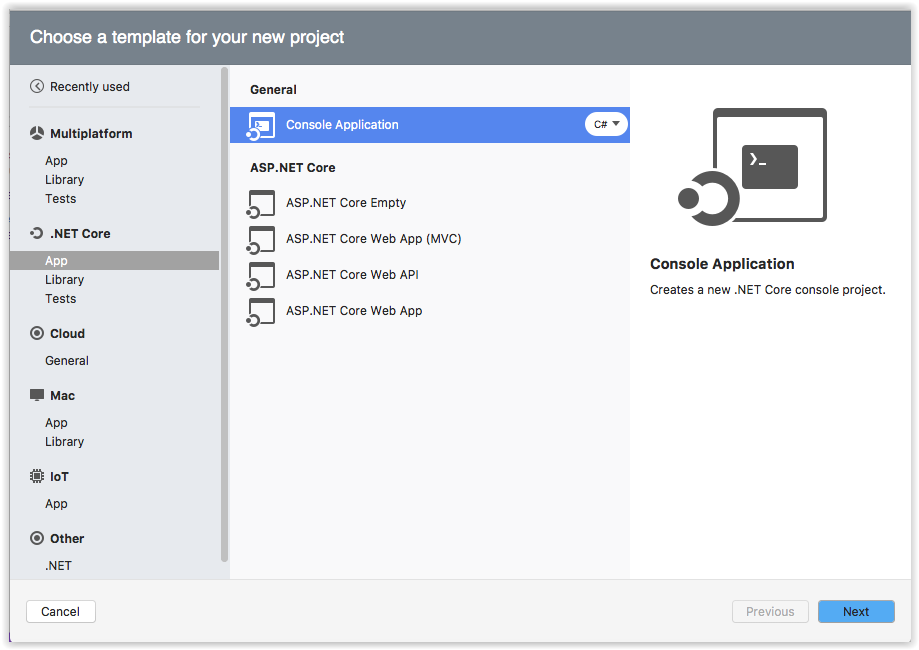 Choose a template for your new project
Recently used
Multiplatform
App
Library
Tests
.NET Core
App
Library
Tests
Cloud
General
Mac
App
Library
IoT
App
Other
.NET
General
Console Application
C#
ASP.NET Core
ASP.NET Core Empty
ASP.NET Core Web App (MVC)
ASP.NET Core Web API
ASP.NET Core Web App
Console Application
Creates a new .NET Core console project.
Cancel
Previous
Next